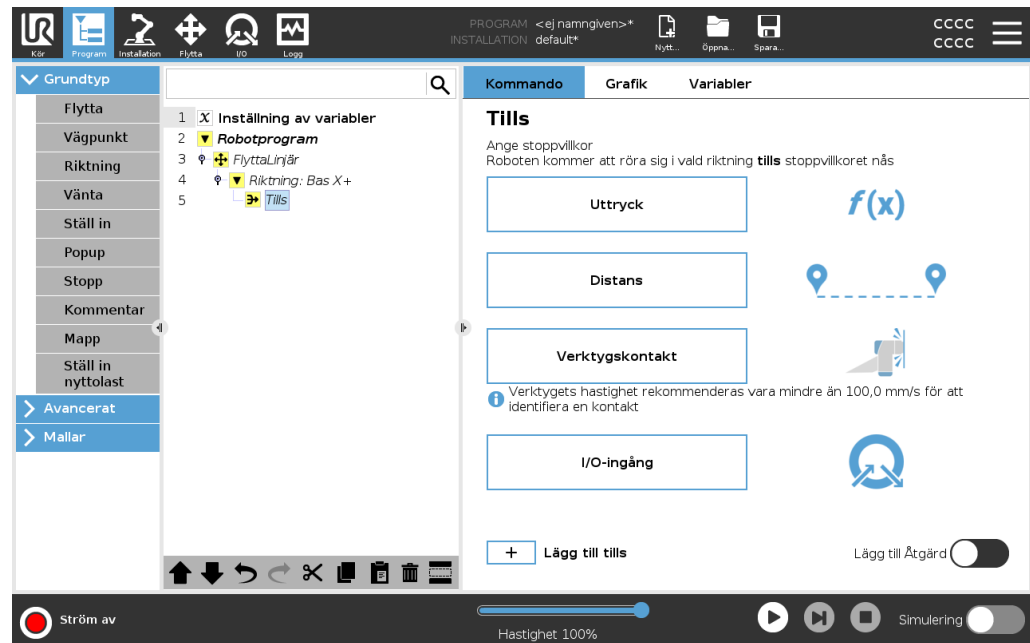 PROGRAM <ej namngiven>*
INSTALLATION default*
Kör
Program
Installation
Flytta
I/O
Logg
Nytt...
Öppna...
Spara...
cccc
cccc
Grundtyp
Flytta
Vägpunkt
Riktning
Vänta
Ställ in
Popup
Stopp
Kommentar
Mapp
Ställ in
nyttolast
Avancerat
Mallar
1 X Inställning av variabler
2 Robotprogram
3 FlyttaLinjär
4 Riktning: Bas X+
5 Tills
Kommando
Grafik
Variabler
Tills
Ange stoppvillkor
Roboten kommer att röra sig i vald riktning tills stoppvillkoret nås
Uttryck
f(x)
Distans
Verktygskontakt
Verktygets hastighet rekommenderas vara mindre än 100,0 mm/s för att
identifiera en kontakt
I/O-ingång
+ Lägg till tills
Lägg till Åtgärd
Ström av
Hastighet 100%
Simulering